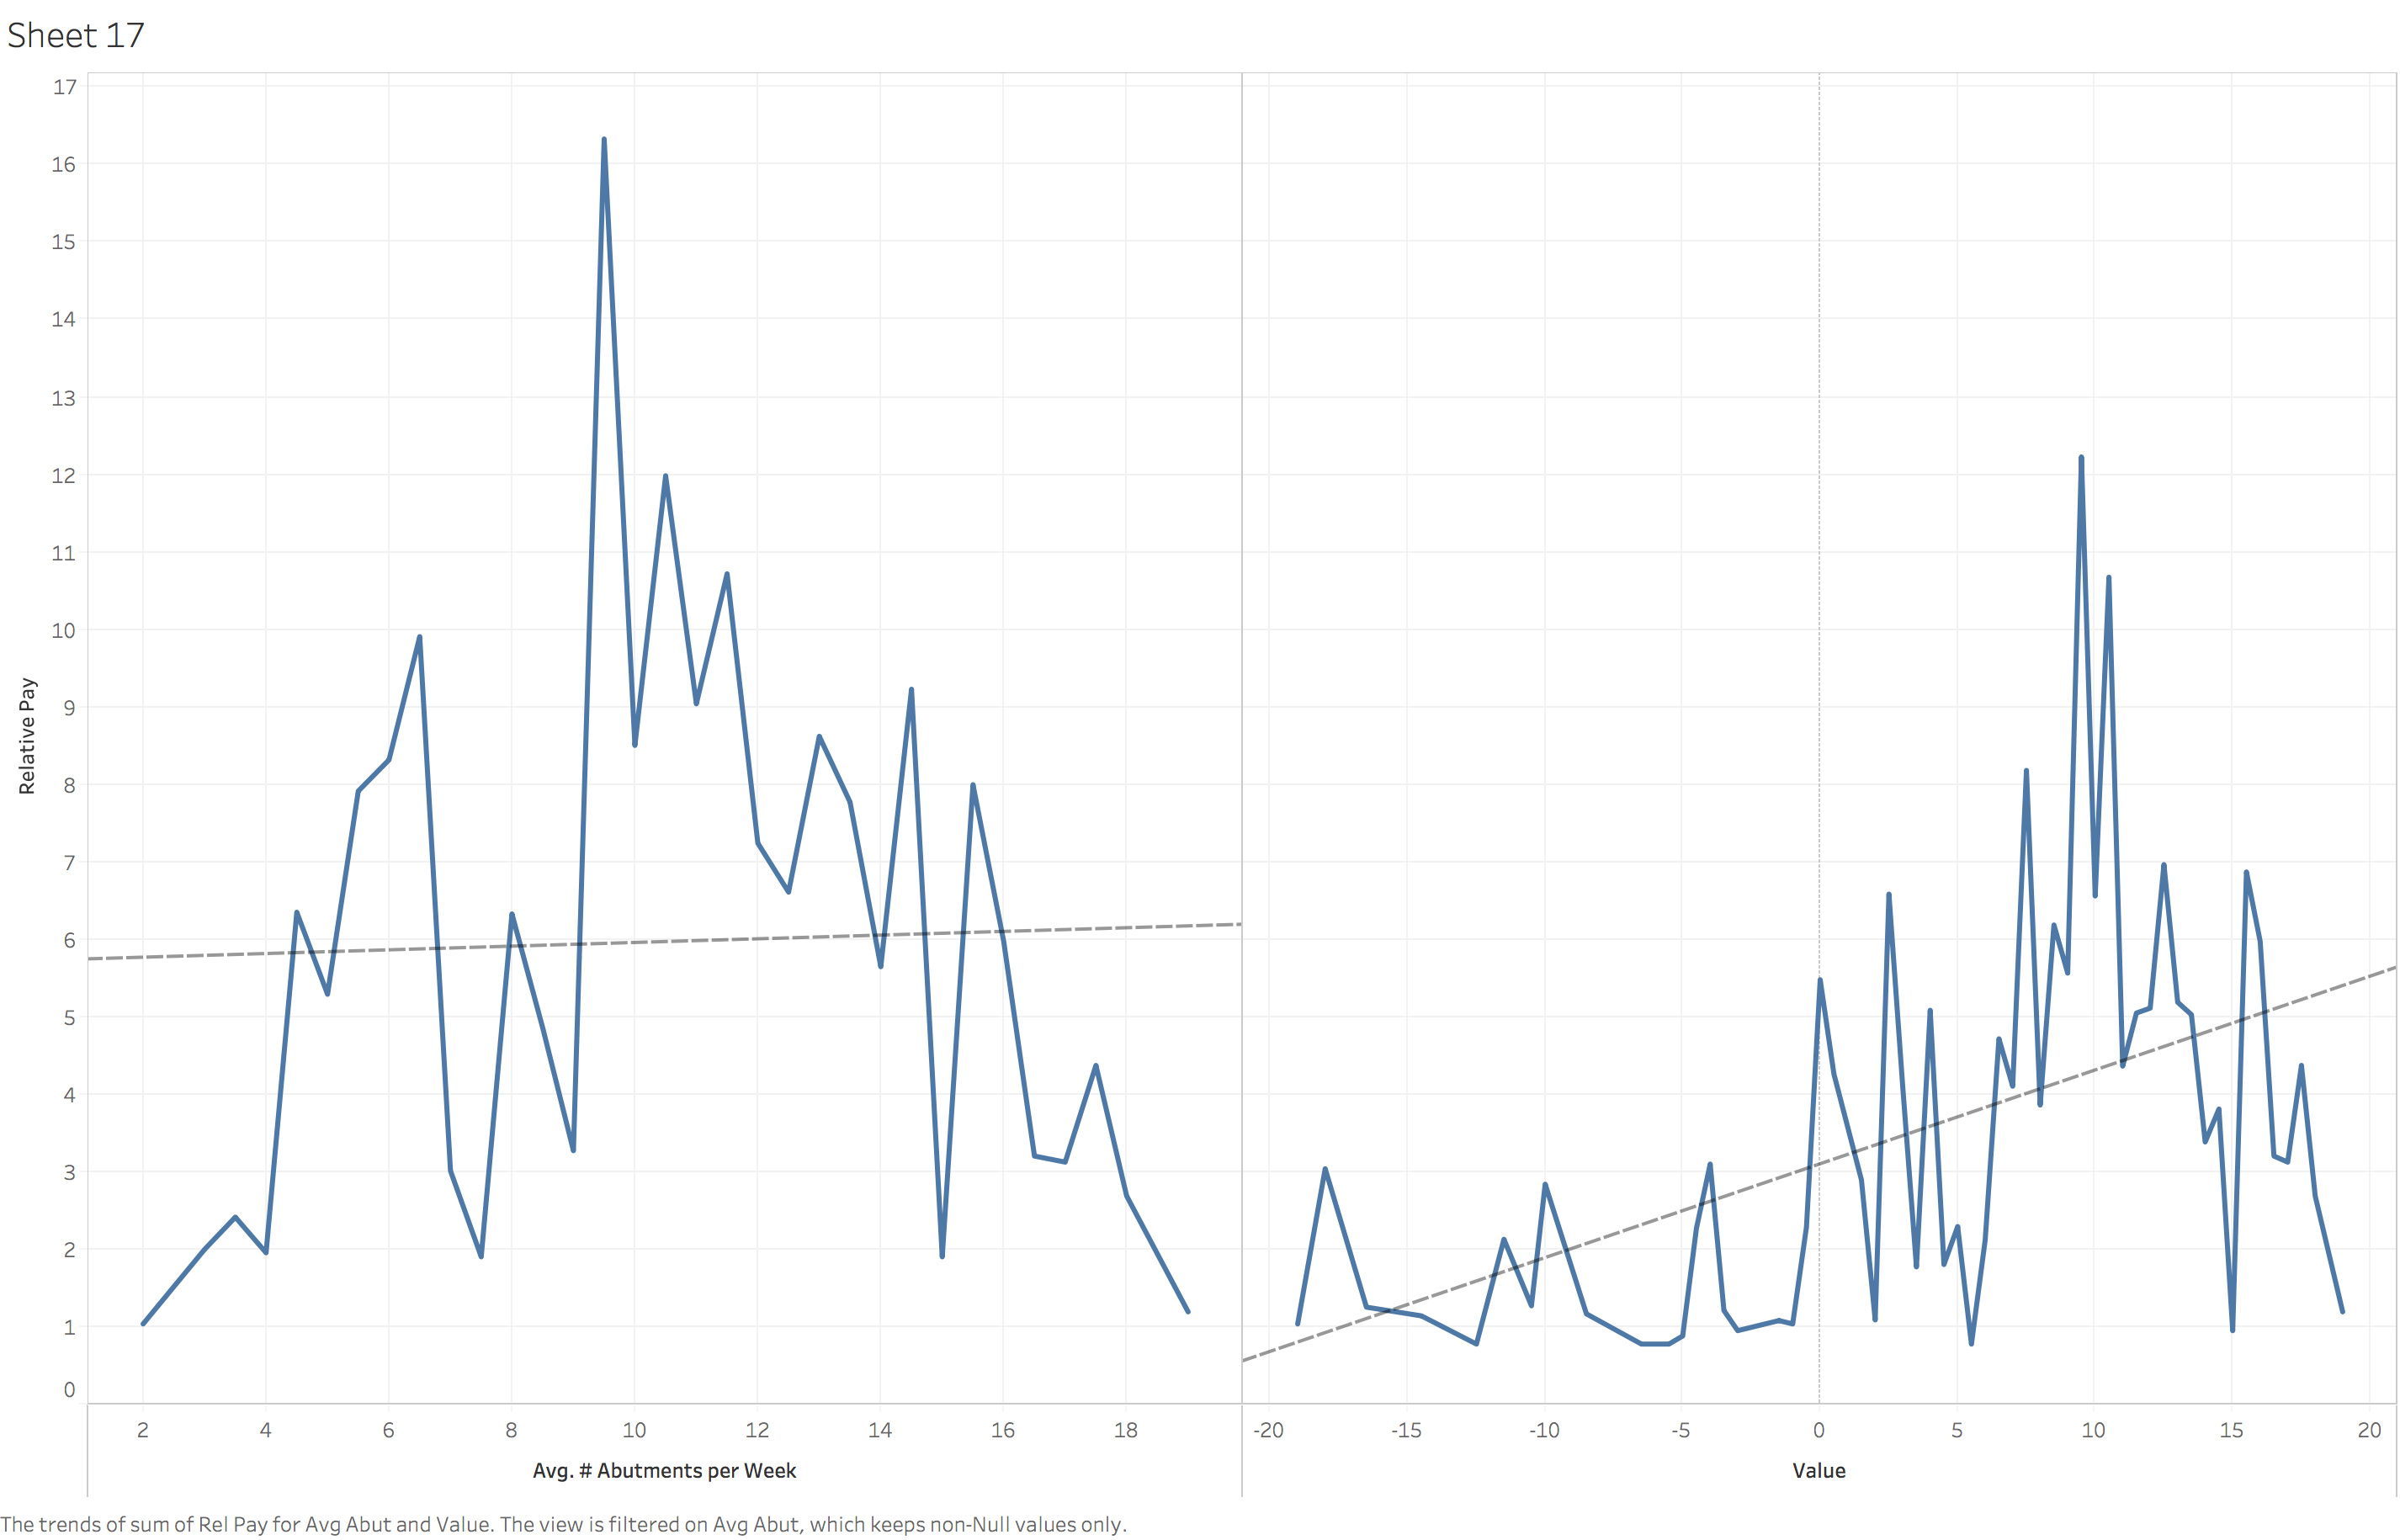 Sheet 17
17
16
15
14
13
12
11
10
9
8
7
6
5
4
3
2
1
0
Relative Pay
2 4 6 8 10 12 14 16 18
Avg. # Abutments per Week
-20 -15 -10 -5 0 5 10 15 20
Value
The trends of sum of Rel Pay for Avg Abut and Value. The view is filtered on Avg Abut, which keeps non-Null values only.